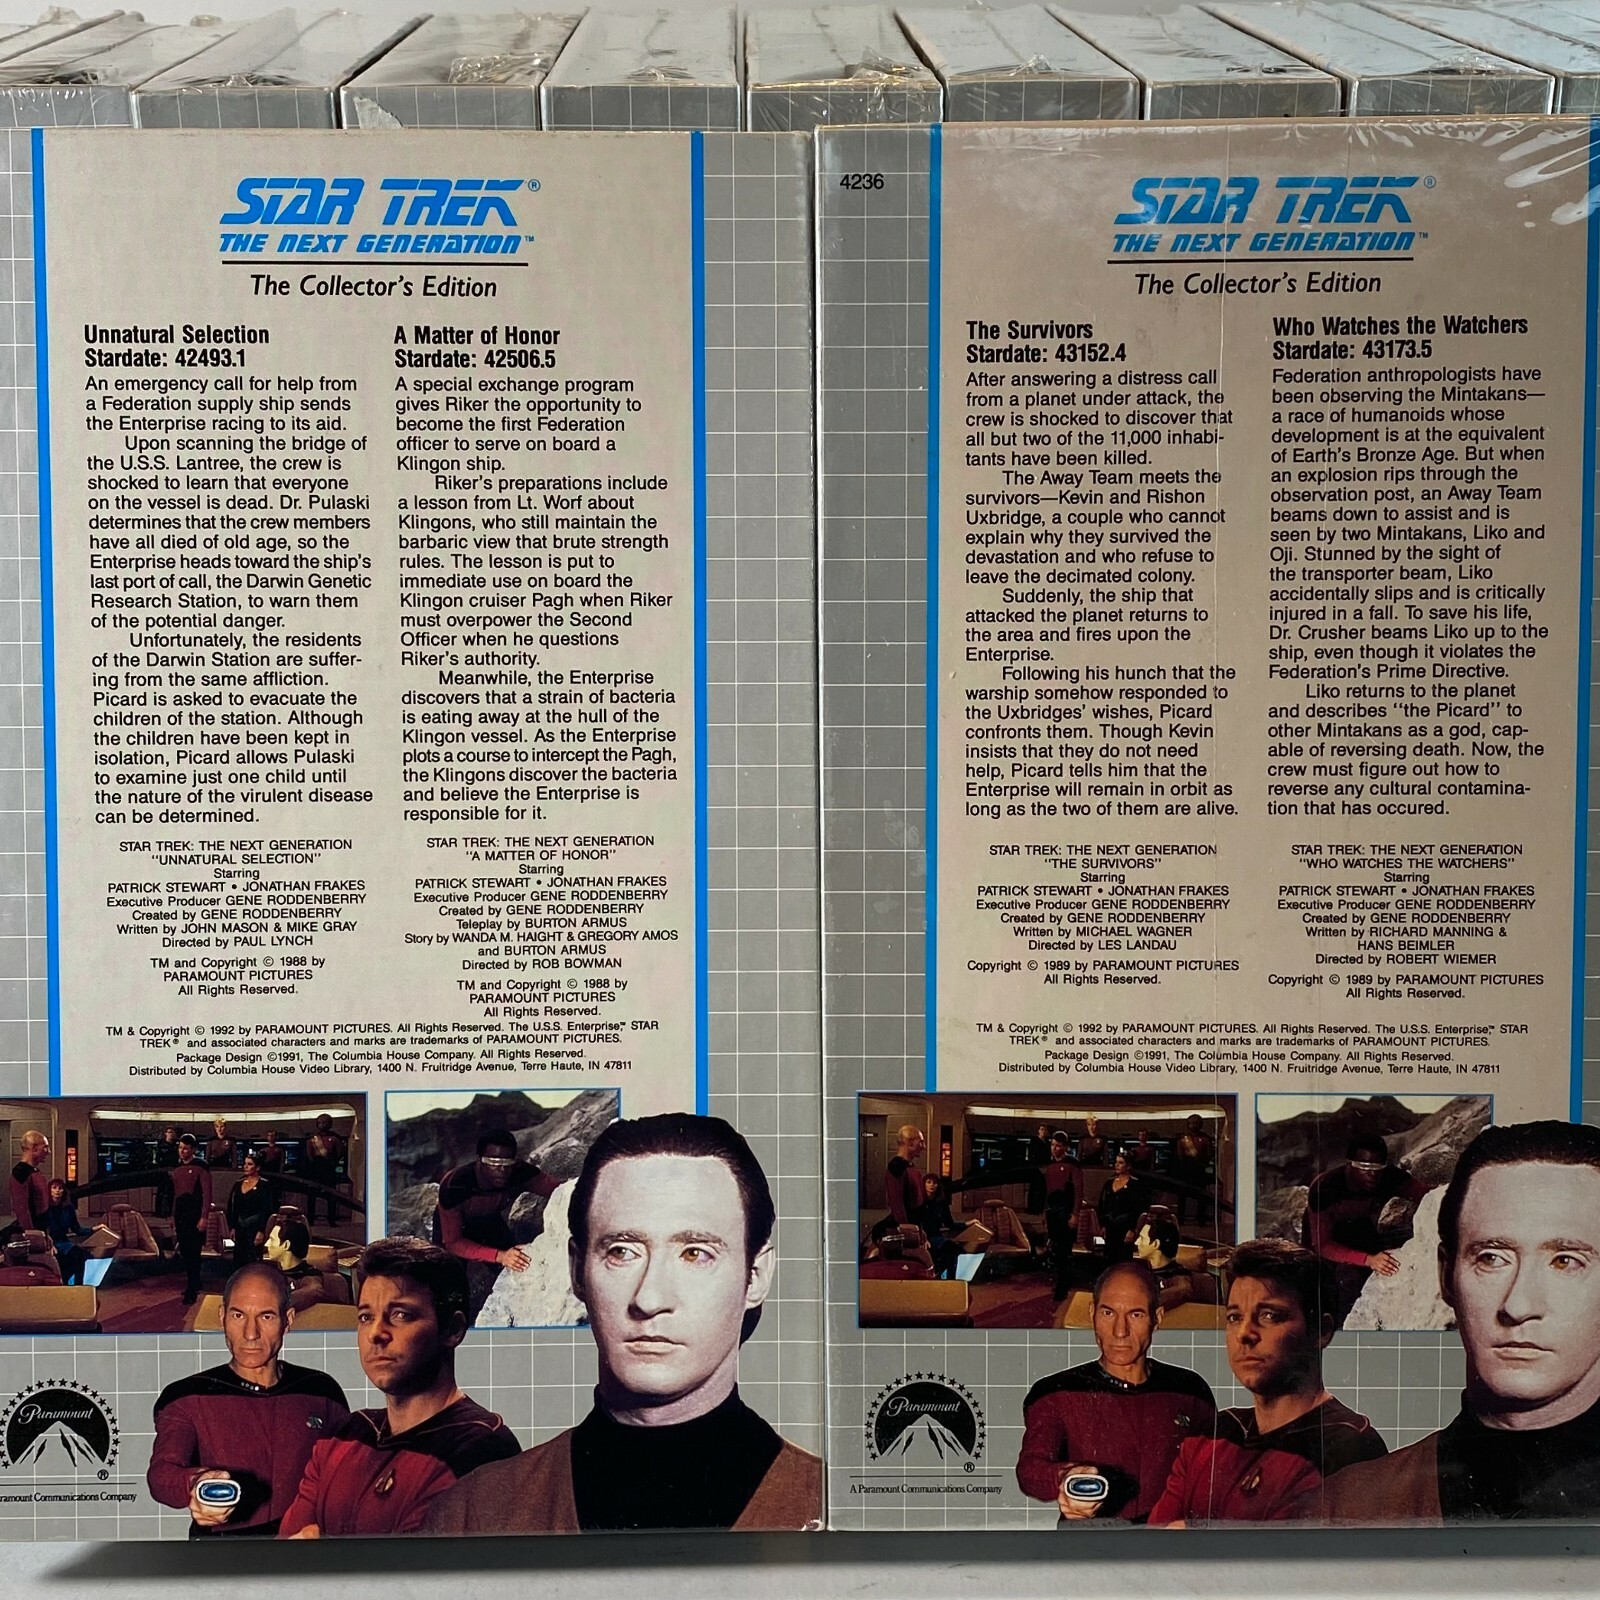 STAR TREK®
THE NEXT GENERATION™
The Collector's Edition
Unnatural Selection
Stardate: 42493.1
An emergency call for help from
a Federation supply ship sends
the Enterprise racing to its aid.
Upon scanning the bridge of
the U.S.S. Lantree, the crew is
shocked to learn that everyone
on the vessel is dead. Dr. Pulaski
determines that the crew members
have all died of old age, so the
Enterprise heads toward the ship's
last port of call, the Darwin Genetic
Research Station, to warn them
of the potential danger.
Unfortunately, the residents
of the Darwin Station are suffer-
ing from the same affliction.
Picard is asked to evacuate the
children of the station. Although
the children have been kept in
isolation, Picard allows Pulaski
to examine just one child until
the nature of the virulent disease
can be determined.
STAR TREK: THE NEXT GENERATION
"UNNATURAL SELECTION"
Starring
PATRICK STEWART • JONATHAN FRAKES
Executive Producer GENE RODDENBERRY
Created by GENE RODDENBERRY
Written by JOHN MASON & MIKE GRAY
Directed by PAUL LYNCH
TM and Copyright © 1988 by
PARAMOUNT PICTURES
All Rights Reserved.
A Matter of Honor
Stardate: 42506.5
A special exchange program
gives Riker the opportunity to
become the first Federation
officer to serve on board a
Klingon ship.
Riker's preparations include
a lesson from Lt. Worf about
Klingons, who still maintain the
barbaric view that brute strength
rules. The lesson is put to
immediate use on board the
Klingon cruiser Pagh when Riker
must overpower the Second
Officer when he questions
Riker's authority.
Meanwhile, the Enterprise
discovers that a strain of bacteria
is eating away at the hull of the
Klingon vessel. As the Enterprise
plots a course to intercept the Pagh,
the Klingons discover the bacteria
and believe the Enterprise is
responsible for it.
STAR TREK: THE NEXT GENERATION
"A MATTER OF HONOR"
Starring
PATRICK STEWART • JONATHAN FRAKES
Executive Producer GENE RODDENBERRY
Created by GENE RODDENBERRY
Teleplay by BURTON ARMUS
Story by WANDA M. HAIGHT & GREGORY AMOS
and BURTON ARMUS
Directed by ROB BOWMAN
TM and Copyright © 1988 by
PARAMOUNT PICTURES
All Rights Reserved.
TM & Copyright © 1992 by PARAMOUNT PICTURES. All Rights Reserved. The U.S.S. Enterprise,™ STAR
TREK® and associated characters and marks are trademarks of PARAMOUNT PICTURES.
Package Design ©1991, The Columbia House Company. All Rights Reserved.
Distributed by Columbia House Video Library, 1400 N. Fruitridge Avenue, Terre Haute, IN 47811
Paramount
®
ramount Communications Company
4236
STAR TREK®
THE NEXT GENERATION™
The Collector's Edition
The Survivors
Stardate: 43152.4
After answering a distress call
from a planet under attack, the
crew is shocked to discover that
all but two of the 11,000 inhabi-
tants have been killed.
The Away Team meets the
survivors—Kevin and Rishon
Uxbridge, a couple who cannot
explain why they survived the
devastation and who refuse to
leave the decimated colony.
Suddenly, the ship that
attacked the planet returns to
the area and fires upon the
Enterprise.
Following his hunch that the
warship somehow responded to
the Uxbridges' wishes, Picard
confronts them. Though Kevin
insists that they do not need
help, Picard tells him that the
Enterprise will remain in orbit as
long as the two of them are alive.
STAR TREK: THE NEXT GENERATION
"THE SURVIVORS"
Starring
PATRICK STEWART • JONATHAN FRAKES
Executive Producer GENE RODDENBERRY
Created by GENE RODDENBERRY
Written by MICHAEL WAGNER
Directed by LES LANDAU
Copyright © 1989 by PARAMOUNT PICTURES
All Rights Reserved.
Who Watches the Watchers
Stardate: 43173.5
Federation anthropologists have
been observing the Mintakans—
a race of humanoids whose
development is at the equivalent
of Earth's Bronze Age. But when
an explosion rips through the
observation post, an Away Team
beams down to assist and is
seen by two Mintakans, Liko and
Oji. Stunned by the sight of
the transporter beam, Liko
accidentally slips and is critically
injured in a fall. To save his life,
Dr. Crusher beams Liko up to the
ship, even though it violates the
Federation's Prime Directive.
Liko returns to the planet
and describes "the Picard" to
other Mintakans as a god, cap-
able of reversing death. Now, the
crew must figure out how to
reverse any cultural contamina-
tion that has occured.
STAR TREK: THE NEXT GENERATION
"WHO WATCHES THE WATCHERS"
Starring
PATRICK STEWART • JONATHAN FRAKES
Executive Producer GENE RODDENBERRY
Created by GENE RODDENBERRY
Written by RICHARD MANNING &
HANS BEIMLER
Directed by ROBERT WIEMER
Copyright © 1989 by PARAMOUNT PICTURES
All Rights Reserved.
TM & Copyright © 1992 by PARAMOUNT PICTURES. All Rights Reserved. The U.S.S. Enterprise,™ STAR
TREK® and associated characters and marks are trademarks of PARAMOUNT PICTURES.
Package Design ©1991, The Columbia House Company. All Rights Reserved.
Distributed by Columbia House Video Library, 1400 N. Fruitridge Avenue, Terre Haute, IN 47811
Paramount
®
A Paramount Communications Company